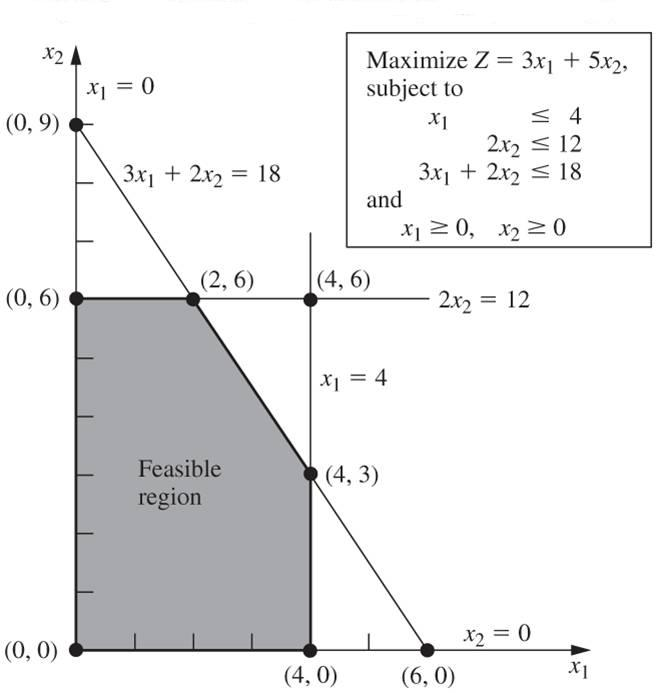 x₂
x₁ = 0
(0, 9)
3x₁ + 2x₂ = 18
Maximize Z = 3x₁ + 5x₂,
subject to
x₁ ≤ 4
2x₂ ≤ 12
3x₁ + 2x₂ ≤ 18
and
x₁ ≥ 0, x₂ ≥ 0
(2, 6)
(4, 6)
(0, 6)
2x₂ = 12
x₁ = 4
Feasible
region
(4, 3)
x₂ = 0
(0, 0)
(4, 0)
(6, 0)
x₁